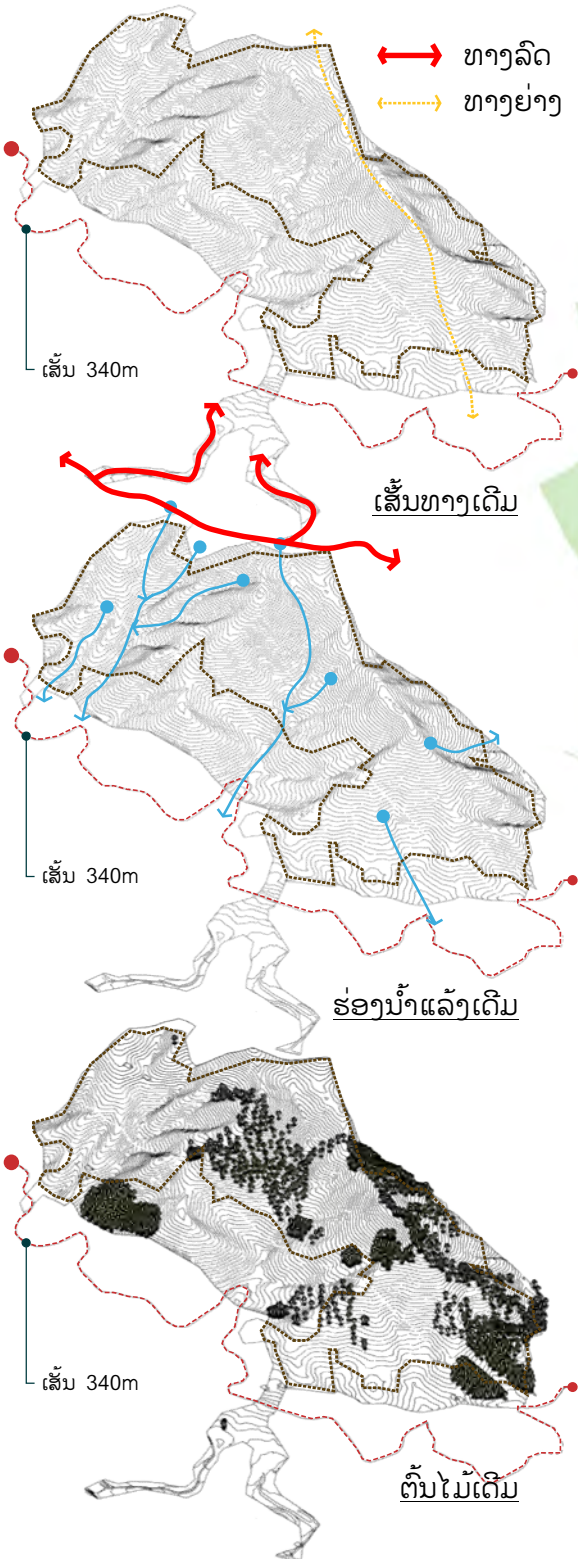 ທາງລົດ
ທາງຍ່າງ
ເສັ້ນ 340m
ເສັ້ນທາງເດີມ
ເສັ້ນ 340m
ຮ່ອງນ້ຳແລ້ງເດີມ
ເສັ້ນ 340m
ຕົ້ນໄມ້ເດີມ